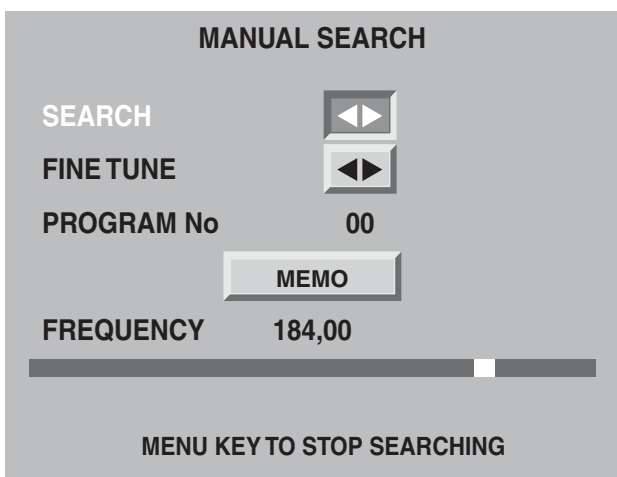 MANUAL SEARCH
SEARCH
FINE TUNE
PROGRAM No 00
MEMO
FREQUENCY 184,00
MENU KEY TO STOP SEARCHING